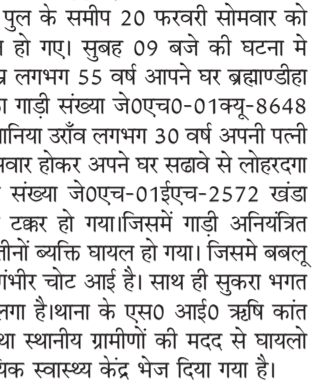 पुल के समीप 20 फरवरी सोमवार को
हो गए। सुबह 09 बजे की घटना मे
लगभग 55 वर्ष आपने घर ब्रह्माण्डीहा
गाड़ी संख्या जे0एच0-01क्यू-8648
उराँव लगभग 30 वर्ष अपनी पत्नी
होकर अपने घर सढावे से लोहरदगा
संख्या जे0एच-01ईएच-2572 खंडा
टक्कर हो गया।जिसमें गाड़ी अनियंत्रित
तीनों ब्यक्ति घायल हो गया। जिसमे बबलू
गंभीर चोट आई है। साथ ही सुकरा भगत
लगा है।थाना के एस0 आई0 ऋषि कांत
स्थानीय ग्रामीणों की मदद से घायलो
स्वास्थ्य केंद्र भेज दिया गया है।